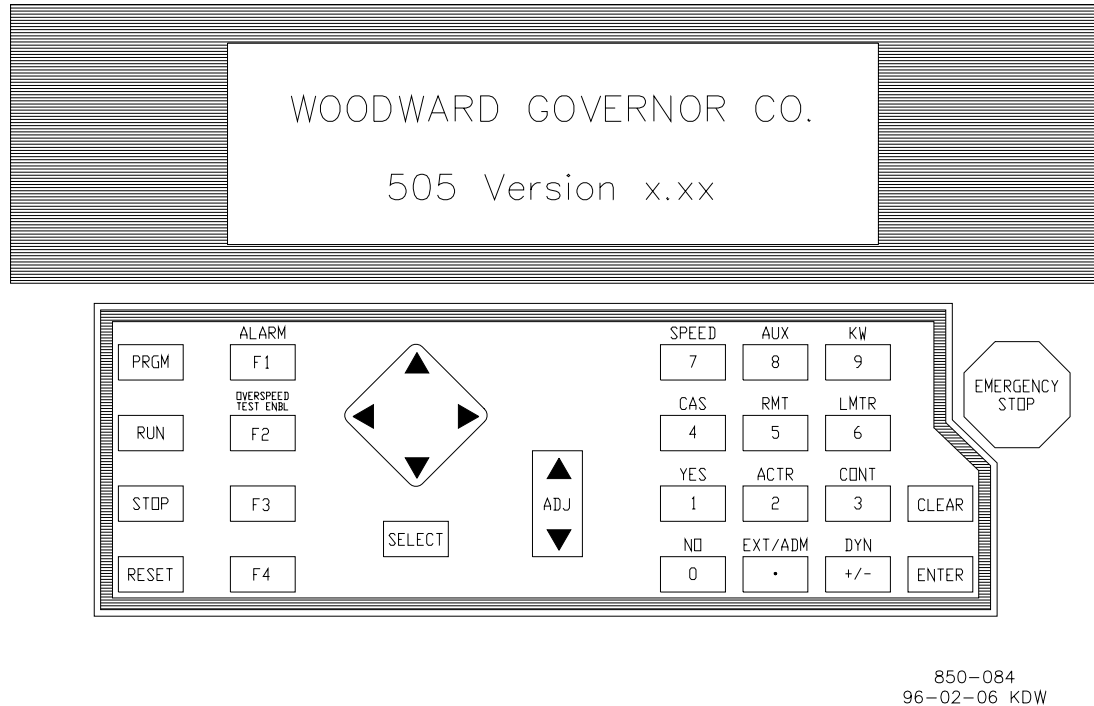 WOODWARD GOVERNOR CO.
505 Version x.xx
ALARM
SPEED AUX KW
PRGM F1 7 8 9
EMERGENCY
STOP
OVERSPEED
TEST ENBL
CAS RMT LMTR
RUN F2 4 5 6
YES ACTR CONT
STOP F3 ADJ 1 2 3 CLEAR
SELECT
NO EXT/ADM DYN
RESET F4 0 . +/- ENTER
850-084
96-02-06 KDW